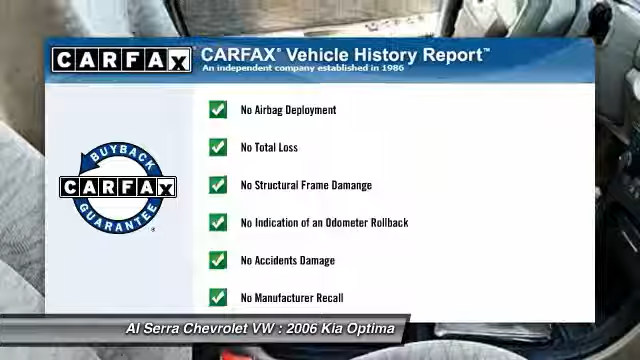 CARFAX
CARFAX® Vehicle History Report™
An independent company established in 1986
No Airbag Deployment
No Total Loss
BUYBACK
CARFAX
GUARANTEE
®
No Structural Frame Damange
No Indication of an Odometer Rollback
No Accidents Damage
No Manufacturer Recall
Al Serra Chevrolet VW : 2006 Kia Optima